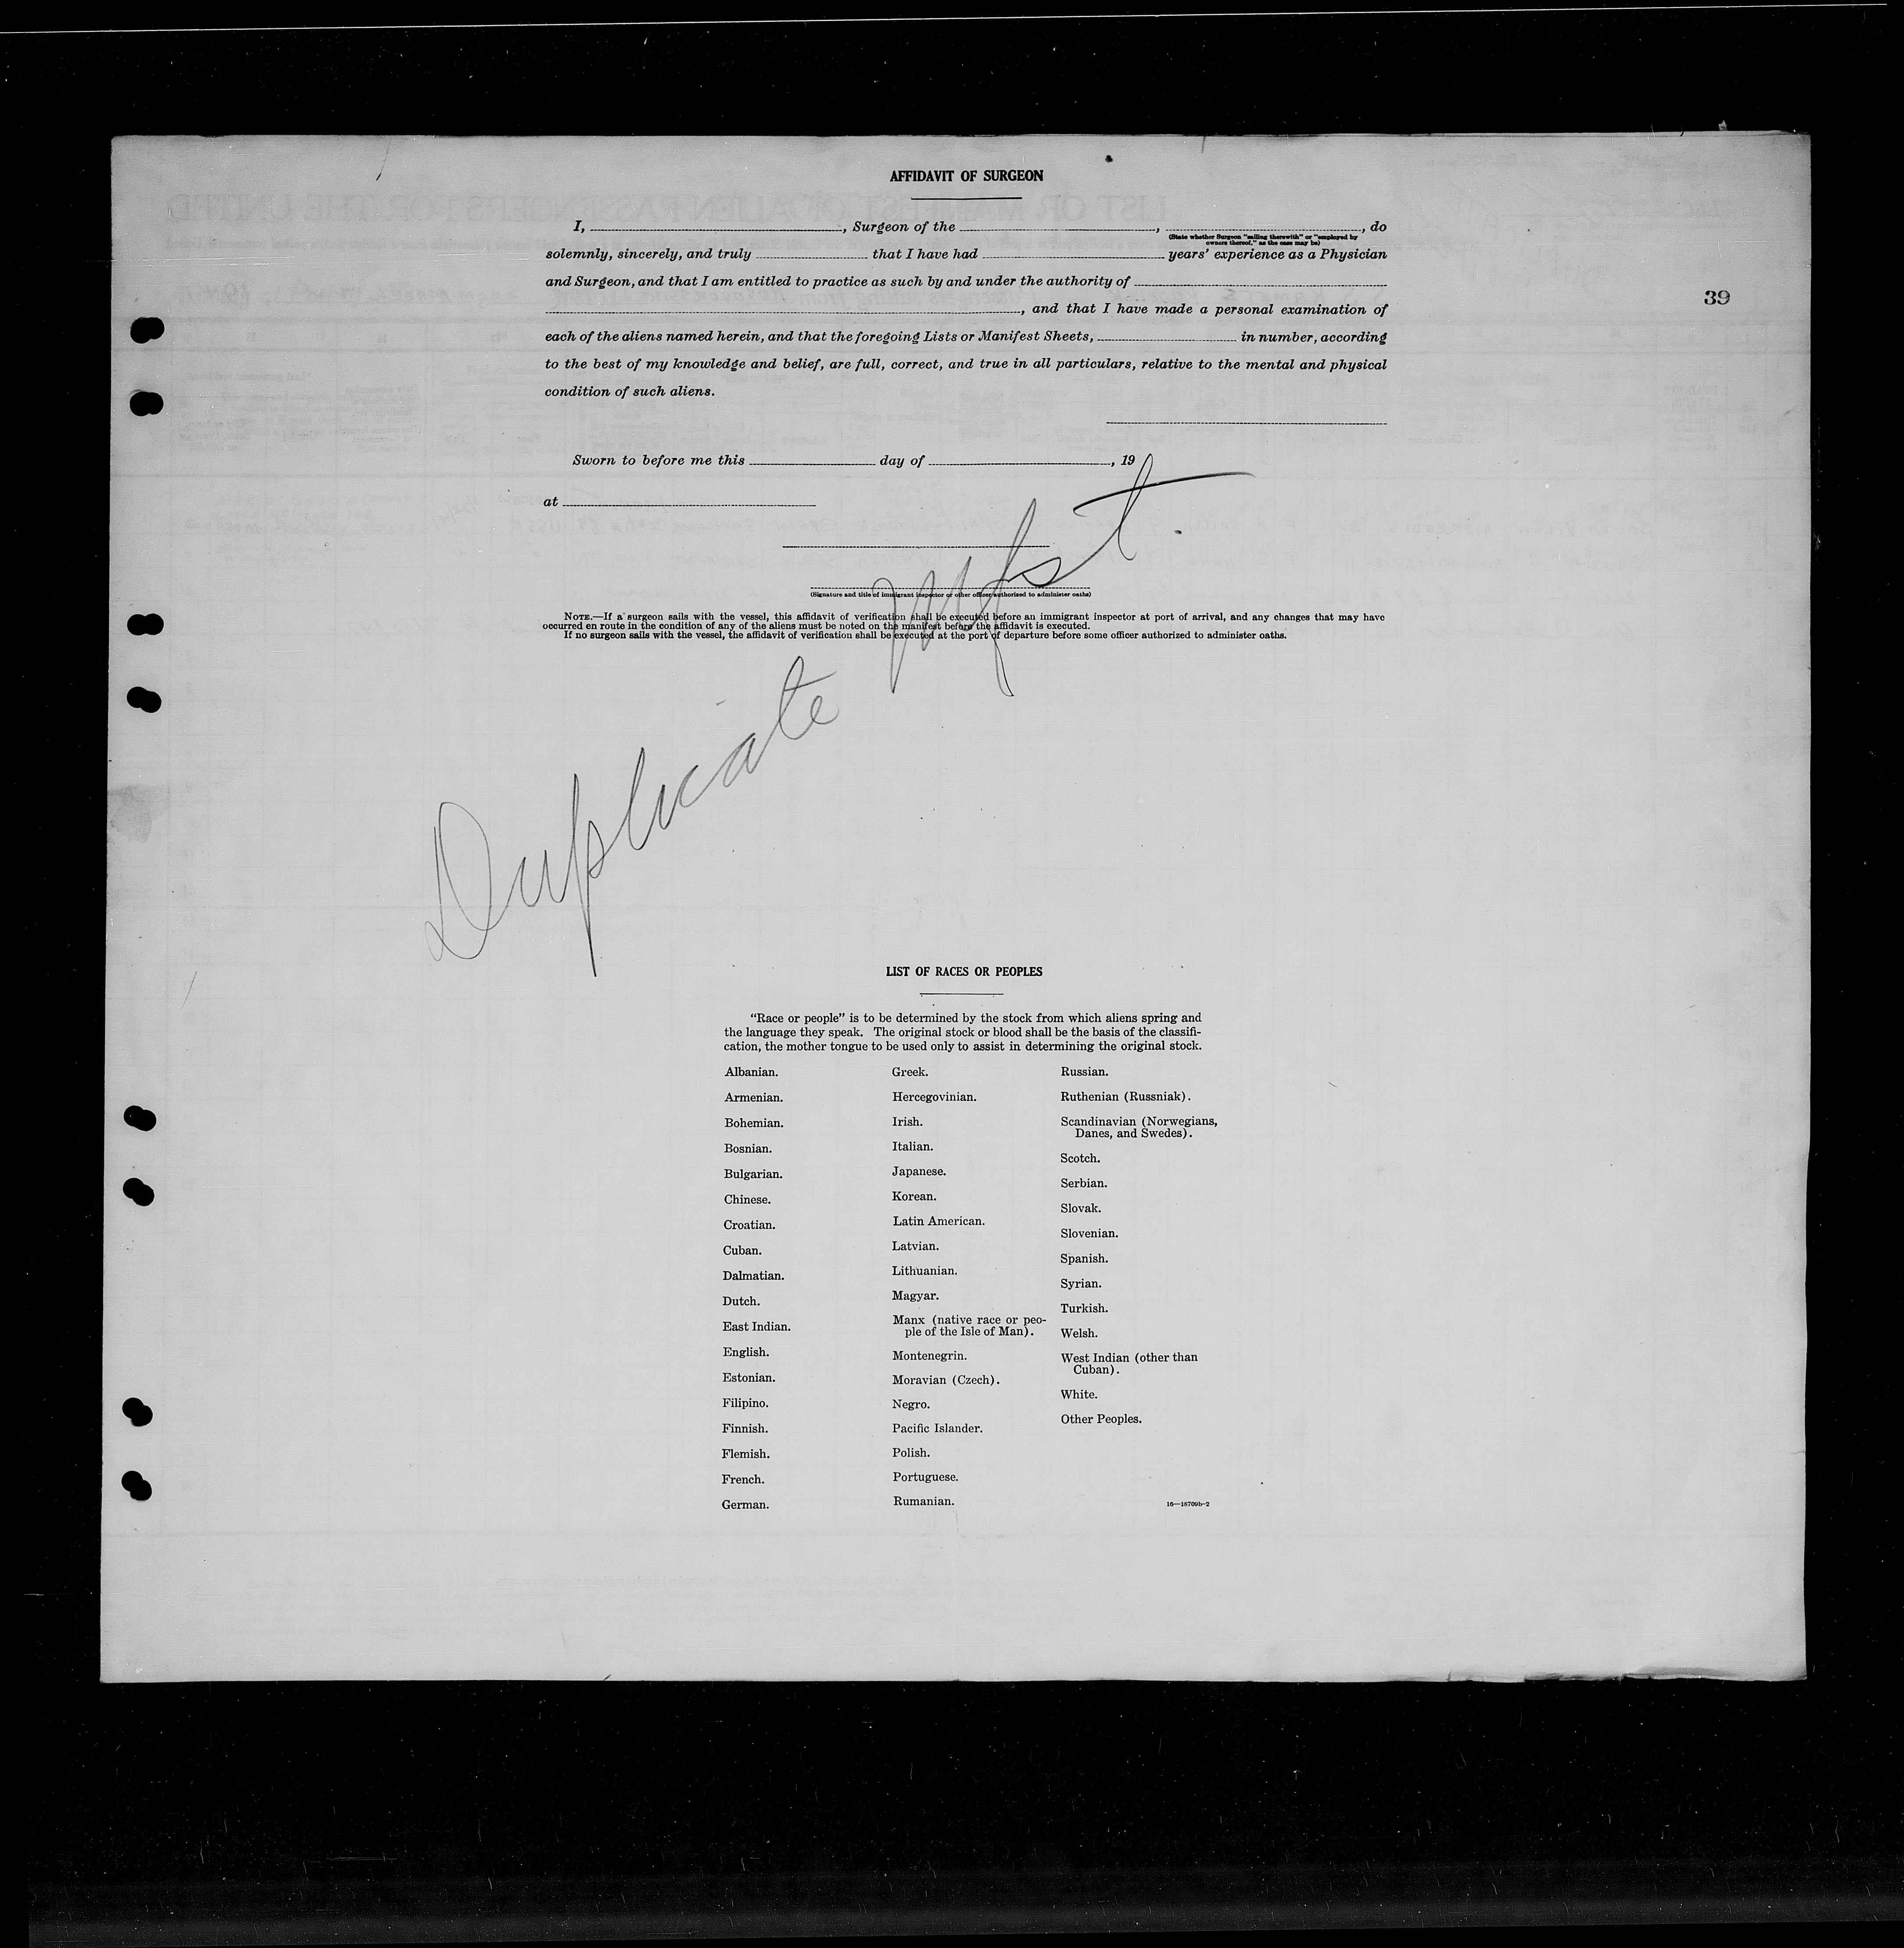 AFFIDAVIT OF SURGEON
I, , Surgeon of the , , do
(State whether Surgeon "sailing therewith" or "employed by
owners thereof," as the case may be)
solemnly, sincerely, and truly that I have had years' experience as a Physician
and Surgeon, and that I am entitled to practice as such by and under the authority of
39
, and that I have made a personal examination of
each of the aliens named herein, and that the foregoing Lists or Manifest Sheets, in number, according
to the best of my knowledge and belief, are full, correct, and true in all particulars, relative to the mental and physical
condition of such aliens.
Sworn to before me this day of , 19
at
(Signature and title of immigrant inspector or other officer authorized to administer oaths)
NOTE.—If a surgeon sails with the vessel, this affidavit of verification shall be executed before an immigrant inspector at port of arrival, and any changes that may have
occurred en route in the condition of any of the aliens must be noted on the manifest before the affidavit is executed.
If no surgeon sails with the vessel, the affidavit of verification shall be executed at the port of departure before some officer authorized to administer oaths.
Duplicate Mfst.
LIST OF RACES OR PEOPLES
"Race or people" is to be determined by the stock from which aliens spring and
the language they speak. The original stock or blood shall be the basis of the classifi-
cation, the mother tongue to be used only to assist in determining the original stock.
Albanian.
Armenian.
Bohemian.
Bosnian.
Bulgarian.
Chinese.
Croatian.
Cuban.
Dalmatian.
Dutch.
East Indian.
English.
Estonian.
Filipino.
Finnish.
Flemish.
French.
German.
Greek.
Hercegovinian.
Irish.
Italian.
Japanese.
Korean.
Latin American.
Latvian.
Lithuanian.
Magyar.
Manx (native race or peo-
ple of the Isle of Man).
Montenegrin.
Moravian (Czech).
Negro.
Pacific Islander.
Polish.
Portuguese.
Rumanian.
Russian.
Ruthenian (Russniak).
Scandinavian (Norwegians,
Danes, and Swedes).
Scotch.
Serbian.
Slovak.
Slovenian.
Spanish.
Syrian.
Turkish.
Welsh.
West Indian (other than
Cuban).
White.
Other Peoples.
16—18709b-2